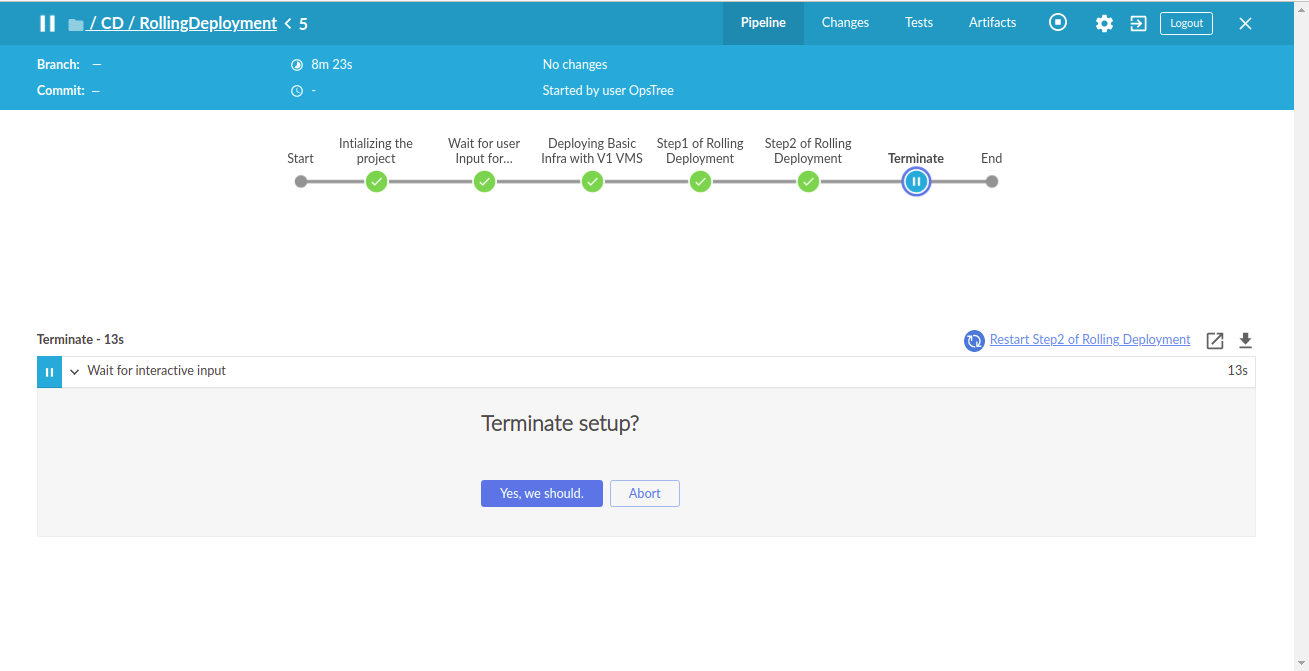 / CD / RollingDeployment < 5
Pipeline
Changes
Tests
Artifacts
Logout
Branch: —
8m 23s
No changes
Commit: —
-
Started by user OpsTree
Start
Intializing the
project
Wait for user
Input for...
Deploying Basic
Infra with V1 VMS
Step1 of Rolling
Deployment
Step2 of Rolling
Deployment
Terminate
End
Terminate - 13s
Restart Step2 of Rolling Deployment
Wait for interactive input
13s
Terminate setup?
Yes, we should.
Abort